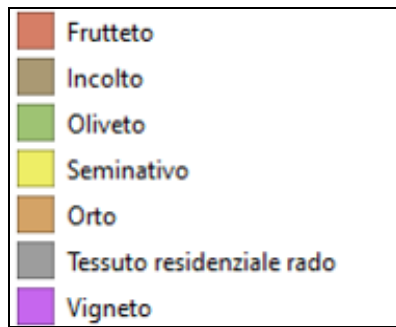 Frutteto
Incolto
Oliveto
Seminativo
Orto
Tessuto residenziale rado
Vigneto